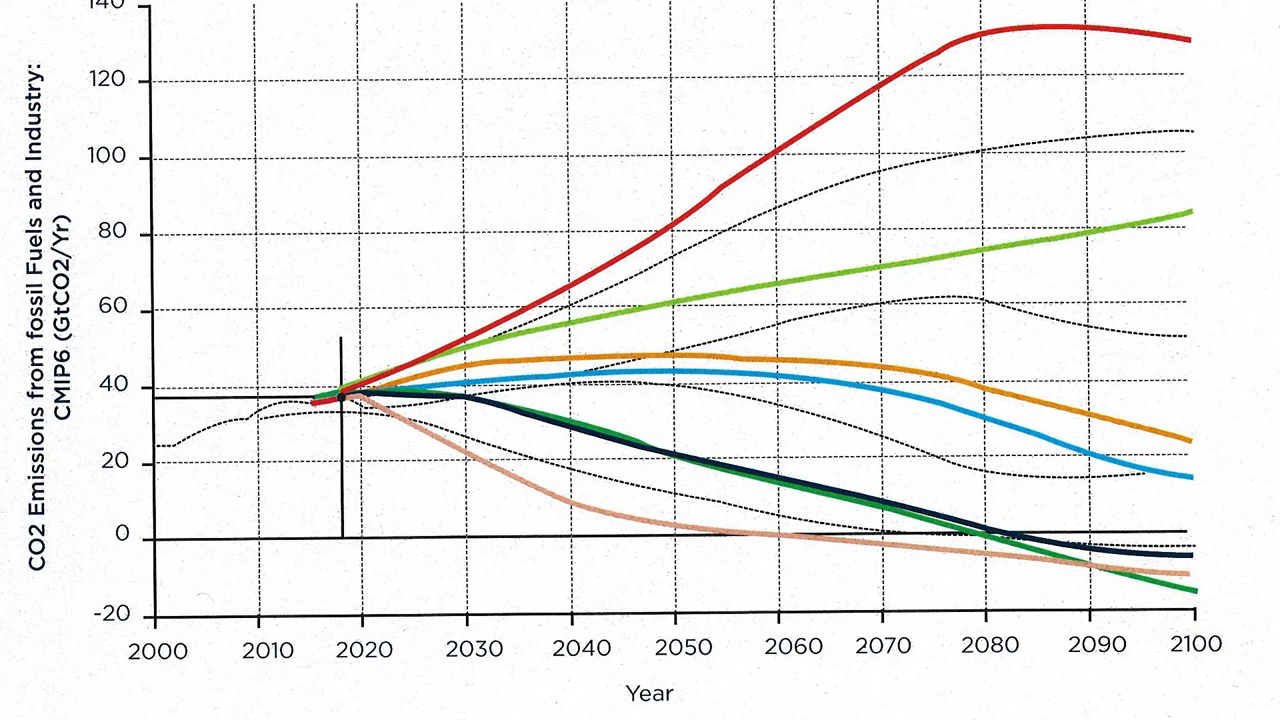 CO2 Emissions from fossil Fuels and Industry:
CMIP6 (GtCO2/Yr)
140
120
100
80
60
40
20
0
-20
2000 2010 2020 2030 2040 2050 2060 2070 2080 2090 2100
Year